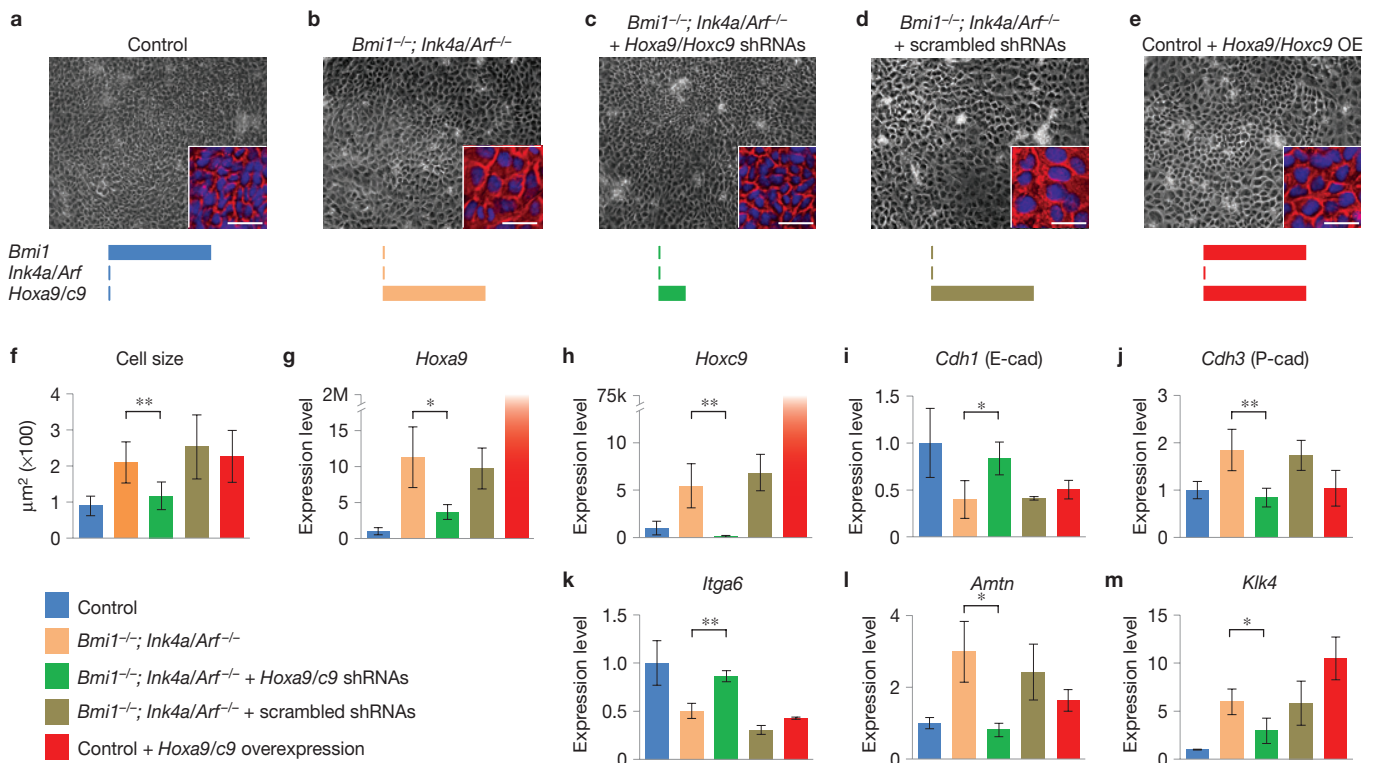 a
Control
b
Bmi1–/–; Ink4a/Arf–/–
c
Bmi1–/–; Ink4a/Arf–/–
+ Hoxa9/Hoxc9 shRNAs
d
Bmi1–/–; Ink4a/Arf–/–
+ scrambled shRNAs
e
Control + Hoxa9/Hoxc9 OE
Bmi1
Ink4a/Arf
Hoxa9/c9
f
Cell size
µm2 (×100)
4
3
2
1
0
**
g
Hoxa9
Expression level
2M
15
10
5
0
*
h
Hoxc9
Expression level
75k
10
5
0
**
i
Cdh1 (E-cad)
Expression level
1.5
1.0
0.5
0
*
j
Cdh3 (P-cad)
Expression level
3
2
1
0
**
Control
Bmi1–/–; Ink4a/Arf–/–
Bmi1–/–; Ink4a/Arf–/– + Hoxa9/c9 shRNAs
Bmi1–/–; Ink4a/Arf–/– + scrambled shRNAs
Control + Hoxa9/c9 overexpression
k
Itga6
Expression level
1.5
1.0
0.5
0
**
l
Amtn
Expression level
4
2
0
*
m
Klk4
Expression level
15
10
5
0
*